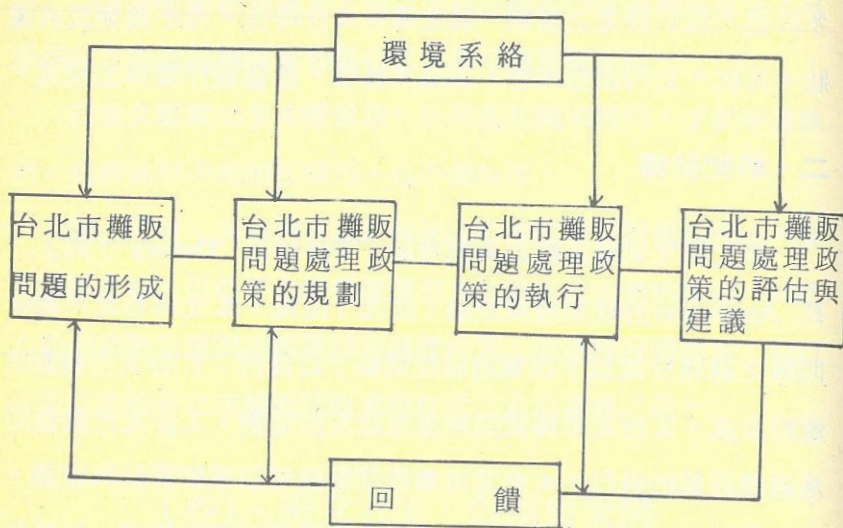 環境系絡
台北市攤販
問題的形成
台北市攤販
問題處理政
策的規劃
台北市攤販
問題處理政
策的執行
台北市攤販
問題處理政
策的評估與
建議
回饋